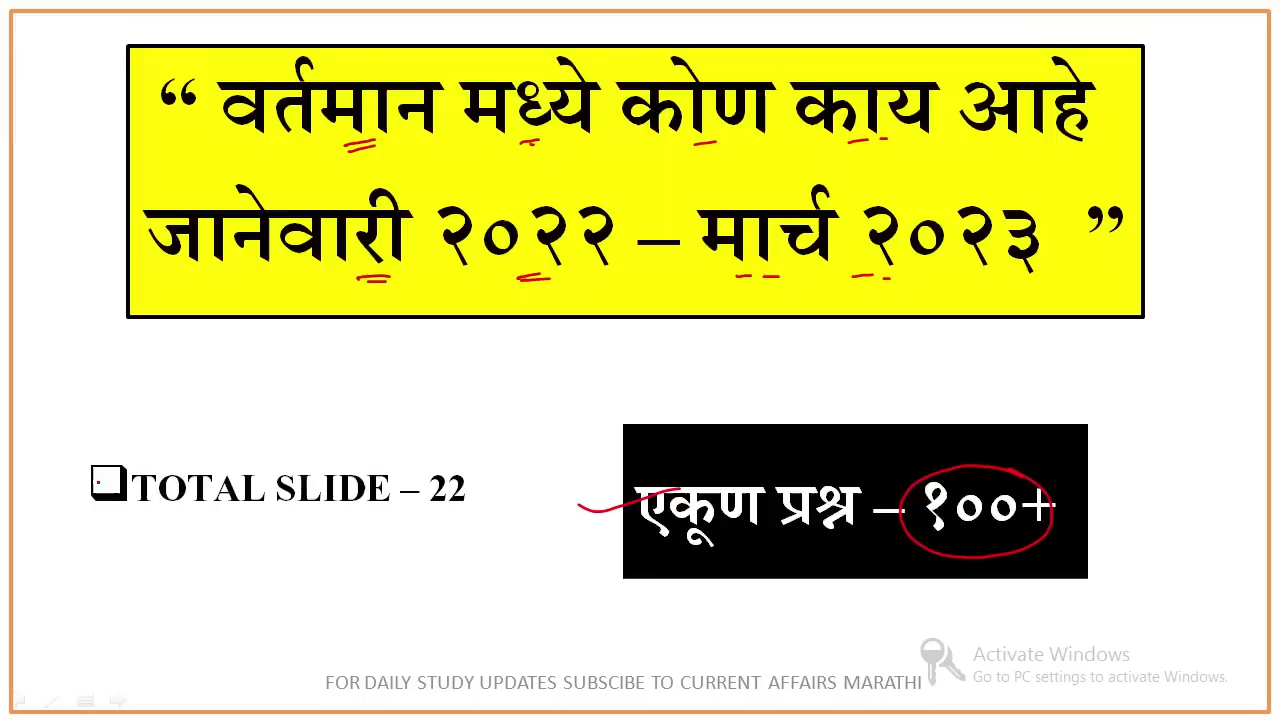 “ वर्तमान मध्ये कोण काय आहे
जानेवारी २०२२ – मार्च २०२३ ”
TOTAL SLIDE – 22
एकूण प्रश्न – १००+
Activate Windows
Go to PC settings to activate Windows.
FOR DAILY STUDY UPDATES SUBSCIBE TO CURRENT AFFAIRS MARATHI